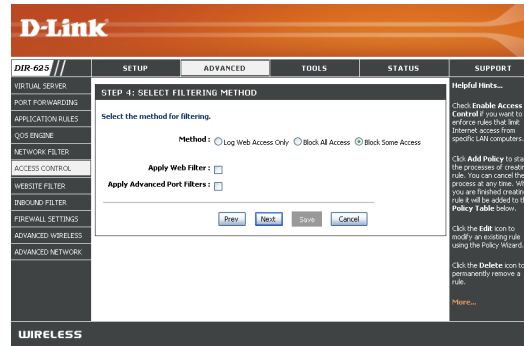 D-Link
DIR-625
SETUP
ADVANCED
TOOLS
STATUS
SUPPORT
VIRTUAL SERVER
PORT FORWARDING
APPLICATION RULES
QOS ENGINE
NETWORK FILTER
ACCESS CONTROL
WEBSITE FILTER
INBOUND FILTER
FIREWALL SETTINGS
ADVANCED WIRELESS
ADVANCED NETWORK
STEP 4: SELECT FILTERING METHOD
Select the method for filtering.
Method : Log Web Access Only Block All Access Block Some Access
Apply Web Filter :
Apply Advanced Port Filters :
Prev Next Save Cancel
Helpful Hints...
Check Enable Access
Control if you want to
enforce rules that limit
Internet access from
specific LAN computers.
Click Add Policy to sta
the processes of creatin
rule. You can cancel the
process at any time. Wh
you are finished creatin
rule it will be added to th
Policy Table below.
Click the Edit icon to
modify an existing rule
using the Policy Wizard.
Click the Delete icon to
permanently remove a
rule.
More...
WIRELESS